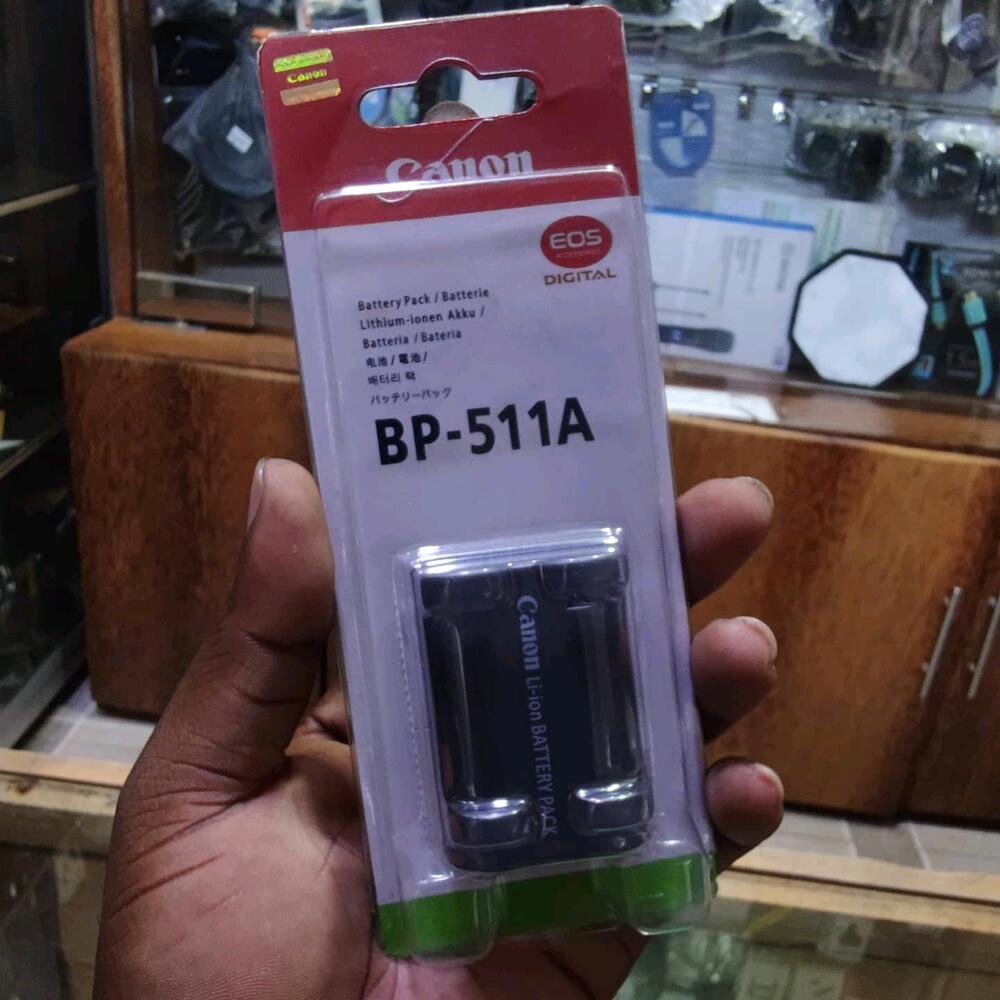 Canon
Canon
EOS
DIGITAL
Battery Pack / Batterie
Lithium-ionen Akku /
Batteria / Bateria
电池 / 電池 /
배터리 팩
バッテリーパック
BP-511A
Canon Li-ion BATTERY PACK